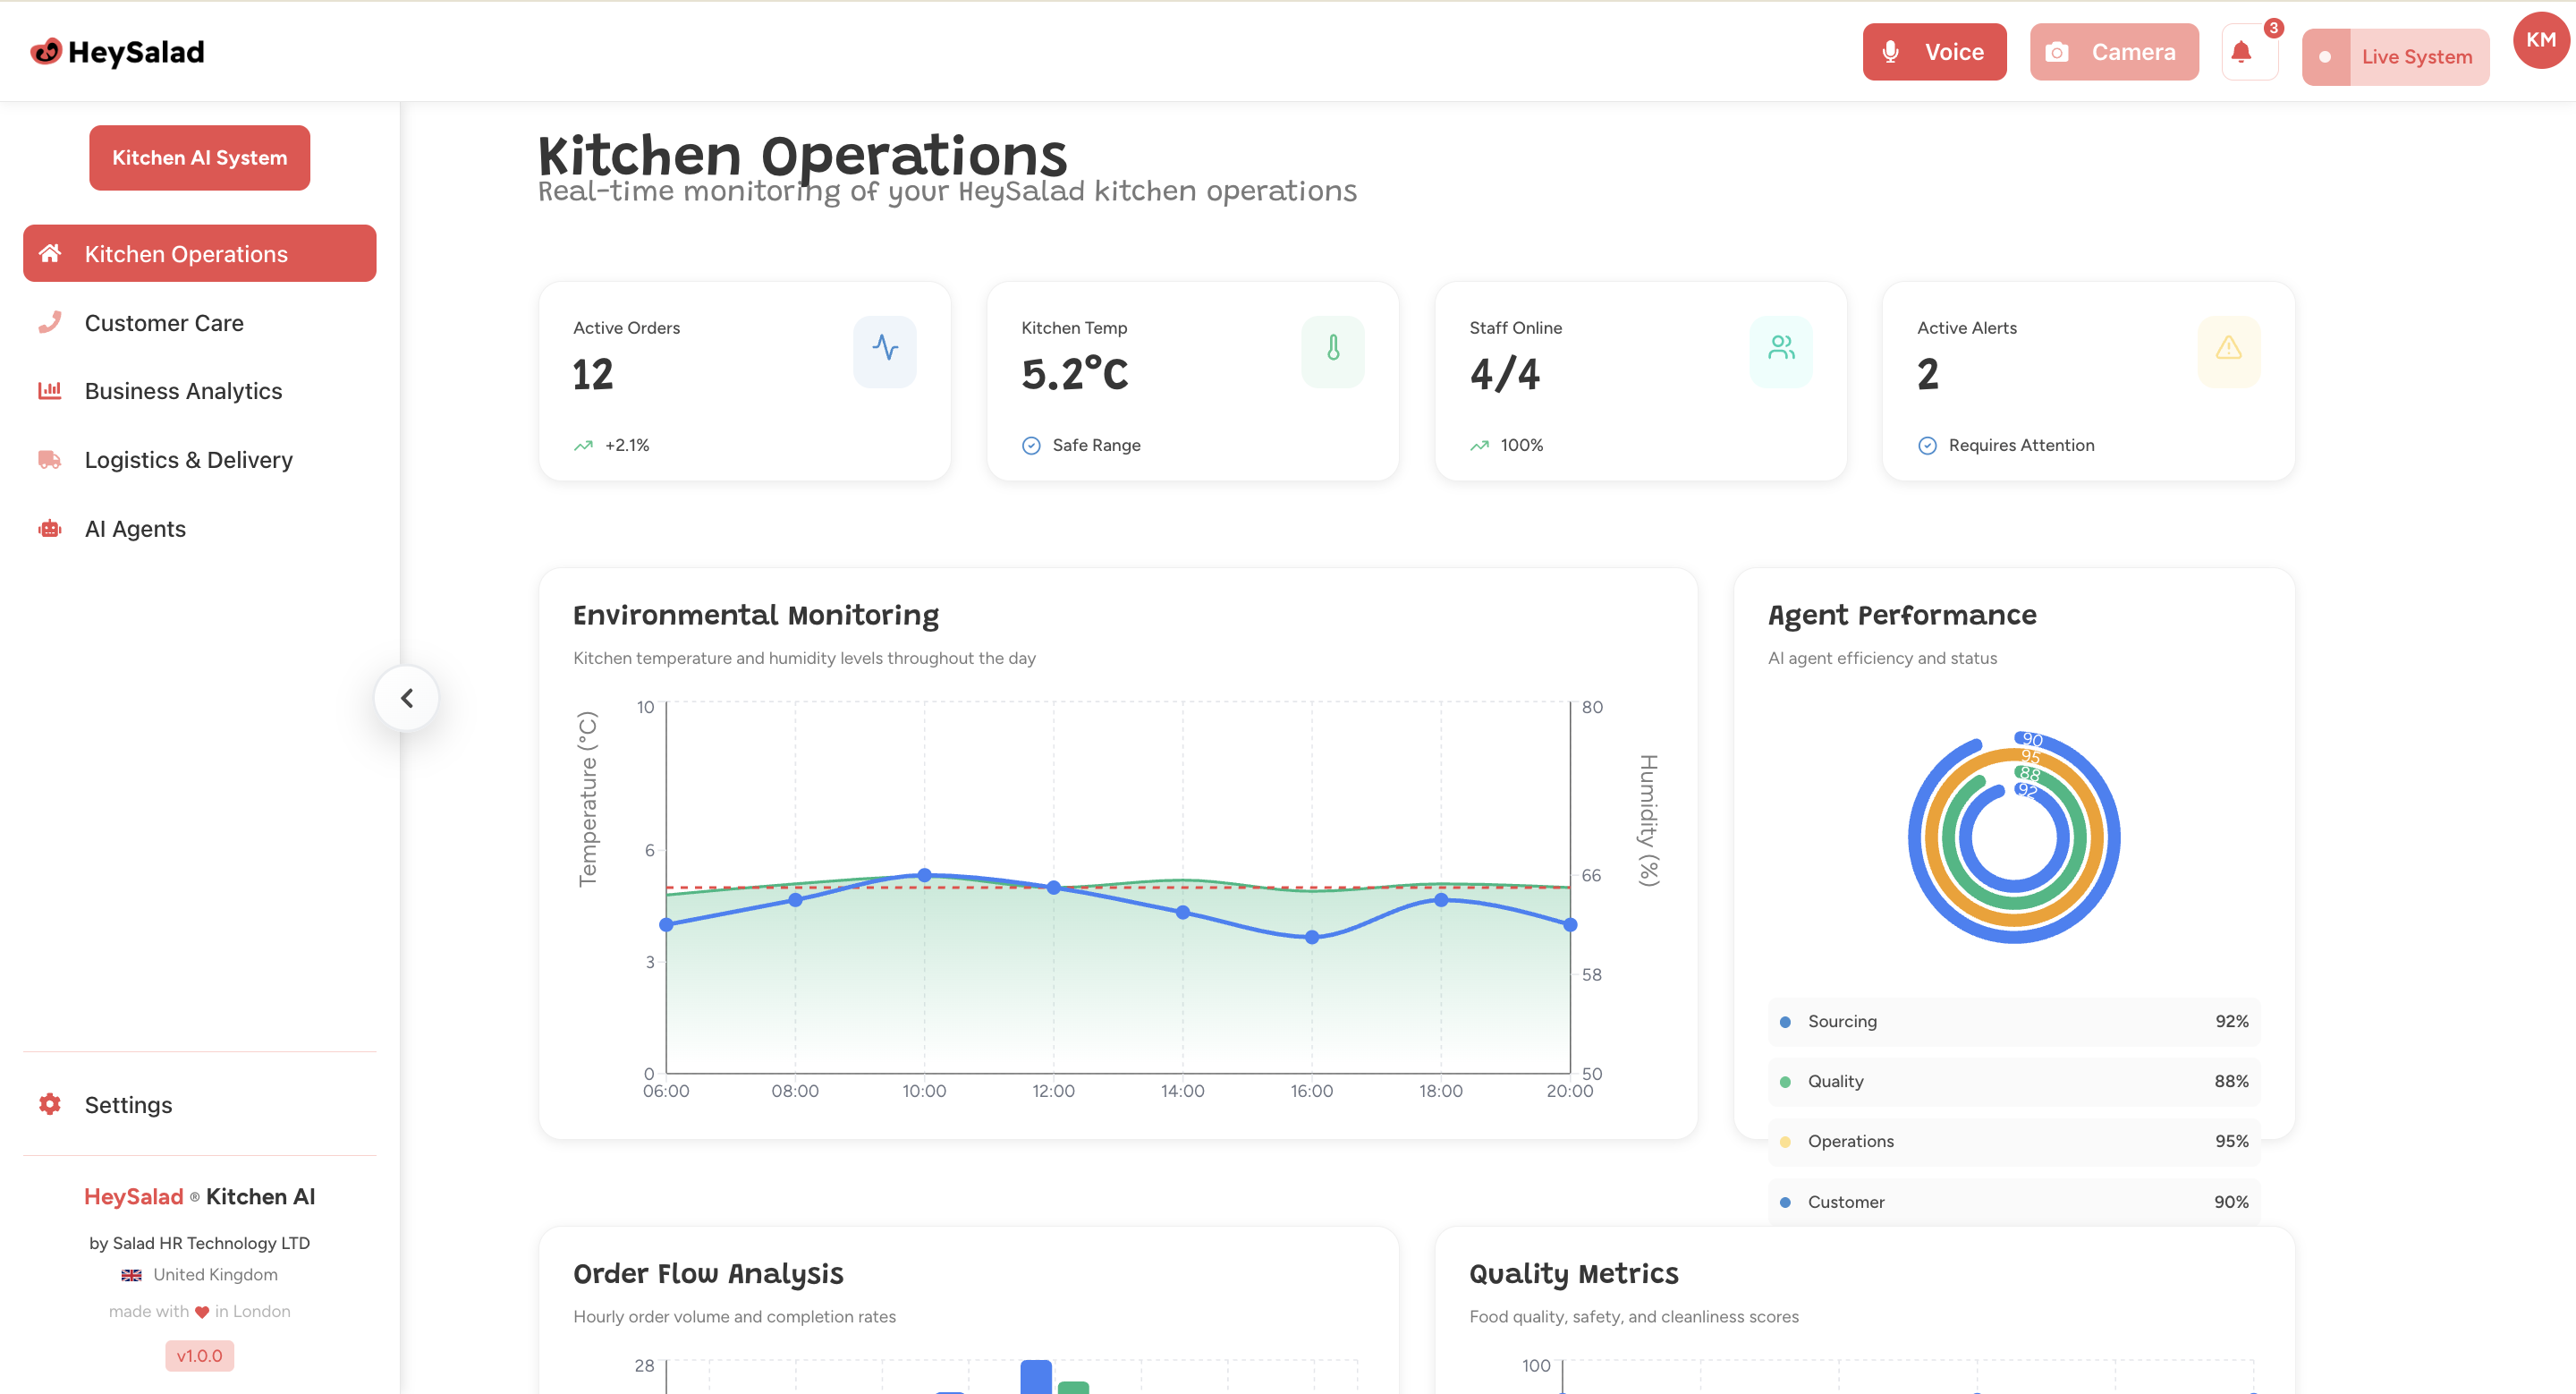 HeySalad
Voice
Camera
3
Live System
KM
Kitchen AI System
Kitchen Operations
Customer Care
Business Analytics
Logistics & Delivery
AI Agents
Settings
HeySalad ® Kitchen AI
by Salad HR Technology LTD
United Kingdom
made with ❤ in London
v1.0.0
Kitchen Operations
Real-time monitoring of your HeySalad kitchen operations
Active Orders
12
+2.1%
Kitchen Temp
5.2°C
Safe Range
Staff Online
4/4
100%
Active Alerts
2
Requires Attention
Environmental Monitoring
Kitchen temperature and humidity levels throughout the day
Temperature (°C)
10
6
3
0
80
66
58
50
Humidity (%)
06:00 08:00 10:00 12:00 14:00 16:00 18:00 20:00
Agent Performance
AI agent efficiency and status
90
95
88
92
Sourcing 92%
Quality 88%
Operations 95%
Customer 90%
Order Flow Analysis
Hourly order volume and completion rates
28
Quality Metrics
Food quality, safety, and cleanliness scores
100